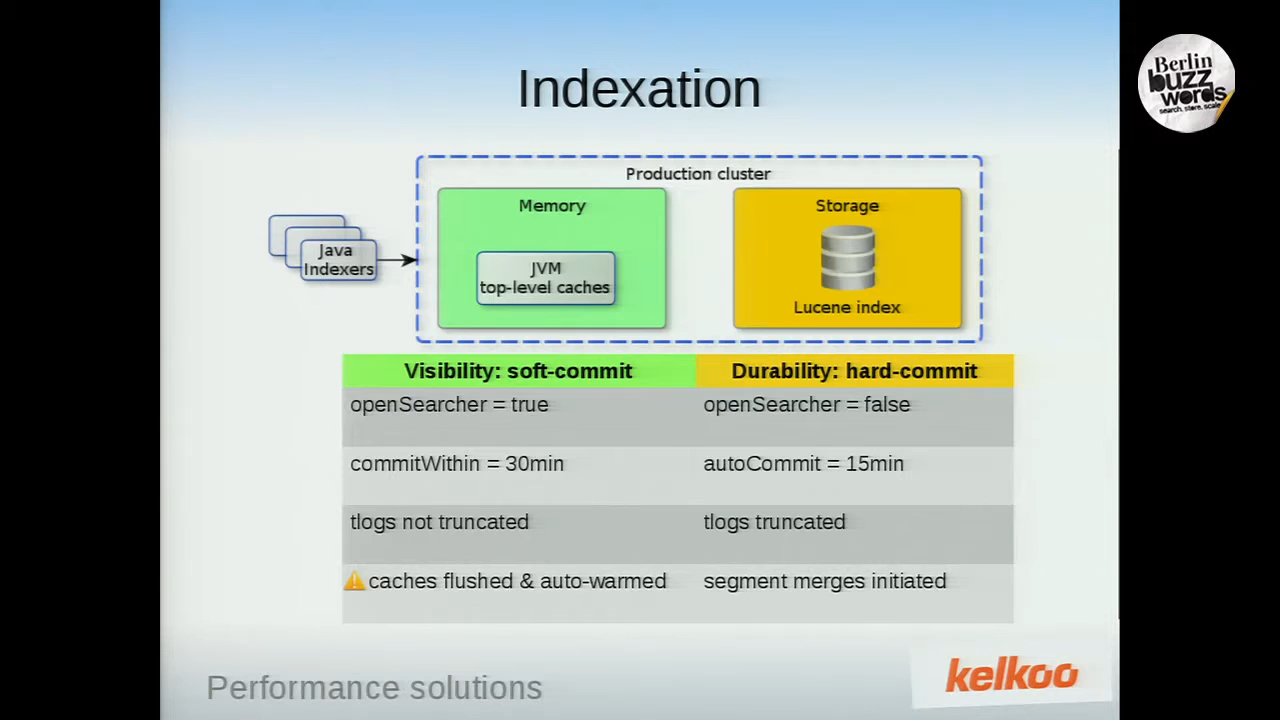 Indexation
Berlin
buzz
words
search. store. scale
Production cluster
Memory
Storage
Java
Indexers
JVM
top-level caches
Lucene index
Visibility: soft-commit
Durability: hard-commit
openSearcher = true
openSearcher = false
commitWithin = 30min
autoCommit = 15min
tlogs not truncated
tlogs truncated
caches flushed & auto-warmed
segment merges initiated
Performance solutions
kelkoo